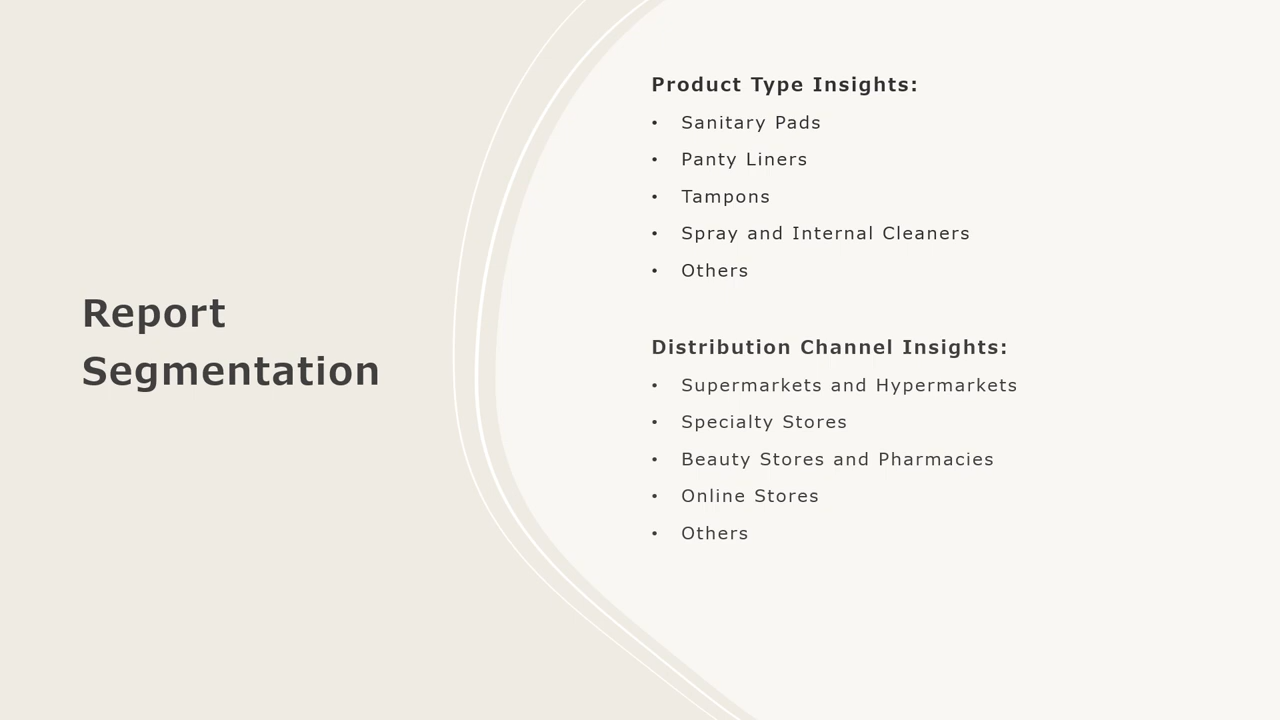 Report
Segmentation
Product Type Insights:
• Sanitary Pads
• Panty Liners
• Tampons
• Spray and Internal Cleaners
• Others
Distribution Channel Insights:
• Supermarkets and Hypermarkets
• Specialty Stores
• Beauty Stores and Pharmacies
• Online Stores
• Others